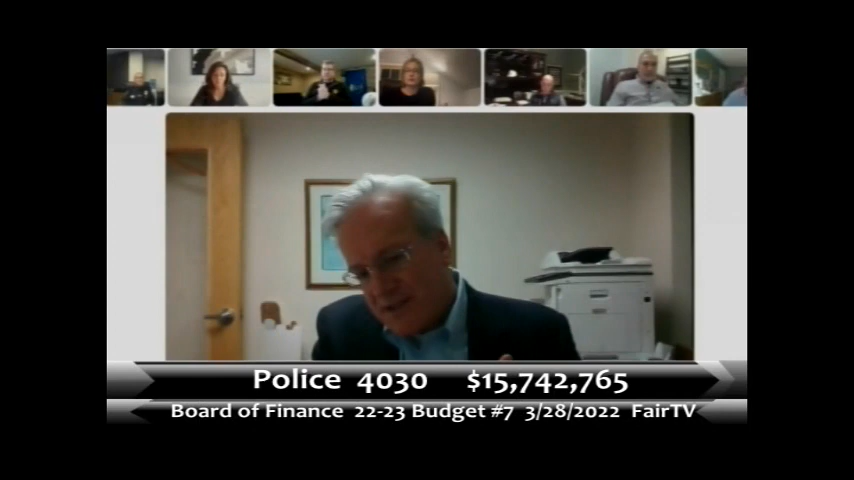 Police 4030 $15,742,765
Board of Finance 22-23 Budget #7 3/28/2022 FairTV